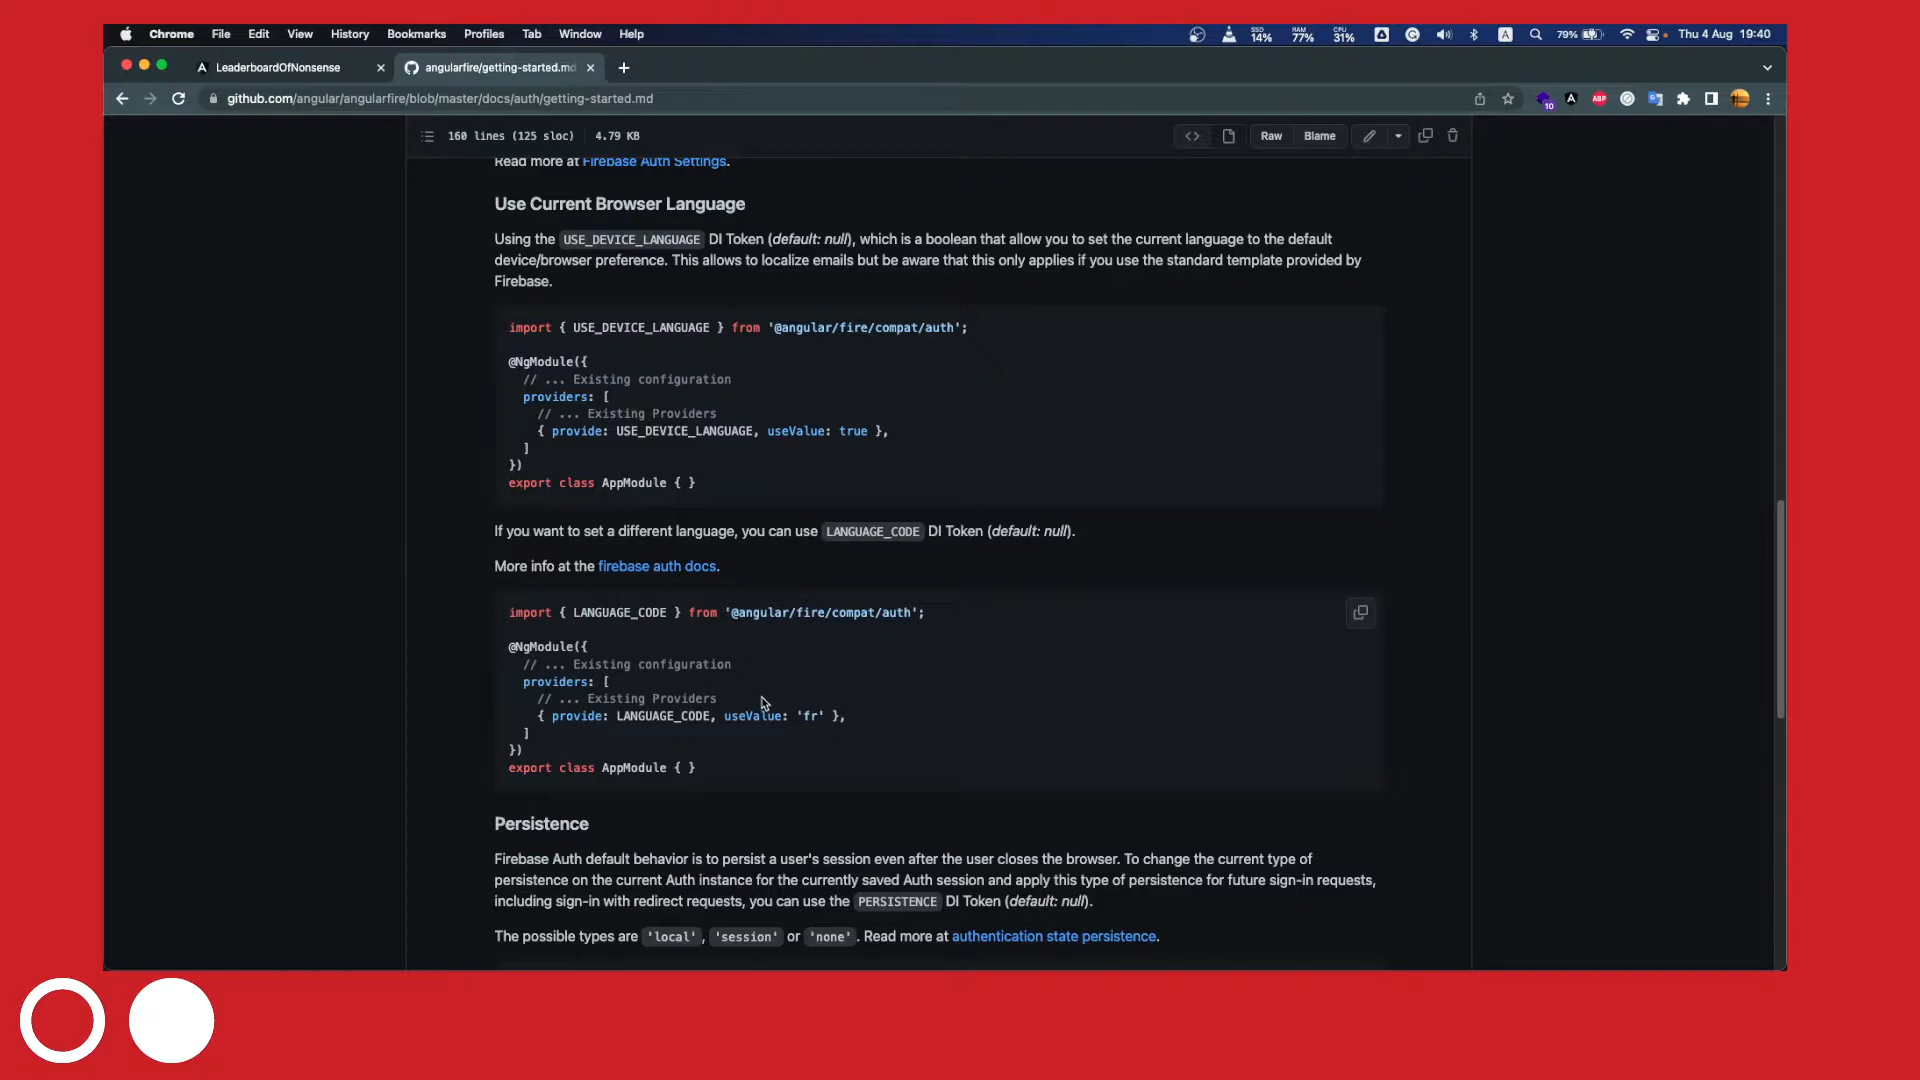 Chrome File Edit View History Bookmarks Profiles Tab Window Help SSD 14% RAM 77% CPU 31% A 79% Thu 4 Aug 19:40
LeaderboardOfNonsense angularfire/getting-started.md
github.com/angular/angularfire/blob/master/docs/auth/getting-started.md 10 A ABP
160 lines (125 sloc) 4.79 KB Raw Blame
Read more at Firebase Auth Settings.
Use Current Browser Language
Using the USE_DEVICE_LANGUAGE DI Token (default: null), which is a boolean that allow you to set the current language to the default
device/browser preference. This allows to localize emails but be aware that this only applies if you use the standard template provided by
Firebase.
import { USE_DEVICE_LANGUAGE } from '@angular/fire/compat/auth';
@NgModule({
// ... Existing configuration
providers: [
// ... Existing Providers
{ provide: USE_DEVICE_LANGUAGE, useValue: true },
]
})
export class AppModule { }
If you want to set a different language, you can use LANGUAGE_CODE DI Token (default: null).
More info at the firebase auth docs.
import { LANGUAGE_CODE } from '@angular/fire/compat/auth';
@NgModule({
// ... Existing configuration
providers: [
// ... Existing Providers
{ provide: LANGUAGE_CODE, useValue: 'fr' },
]
})
export class AppModule { }
Persistence
Firebase Auth default behavior is to persist a user's session even after the user closes the browser. To change the current type of
persistence on the current Auth instance for the currently saved Auth session and apply this type of persistence for future sign-in requests,
including sign-in with redirect requests, you can use the PERSISTENCE DI Token (default: null).
The possible types are 'local', 'session' or 'none'. Read more at authentication state persistence.